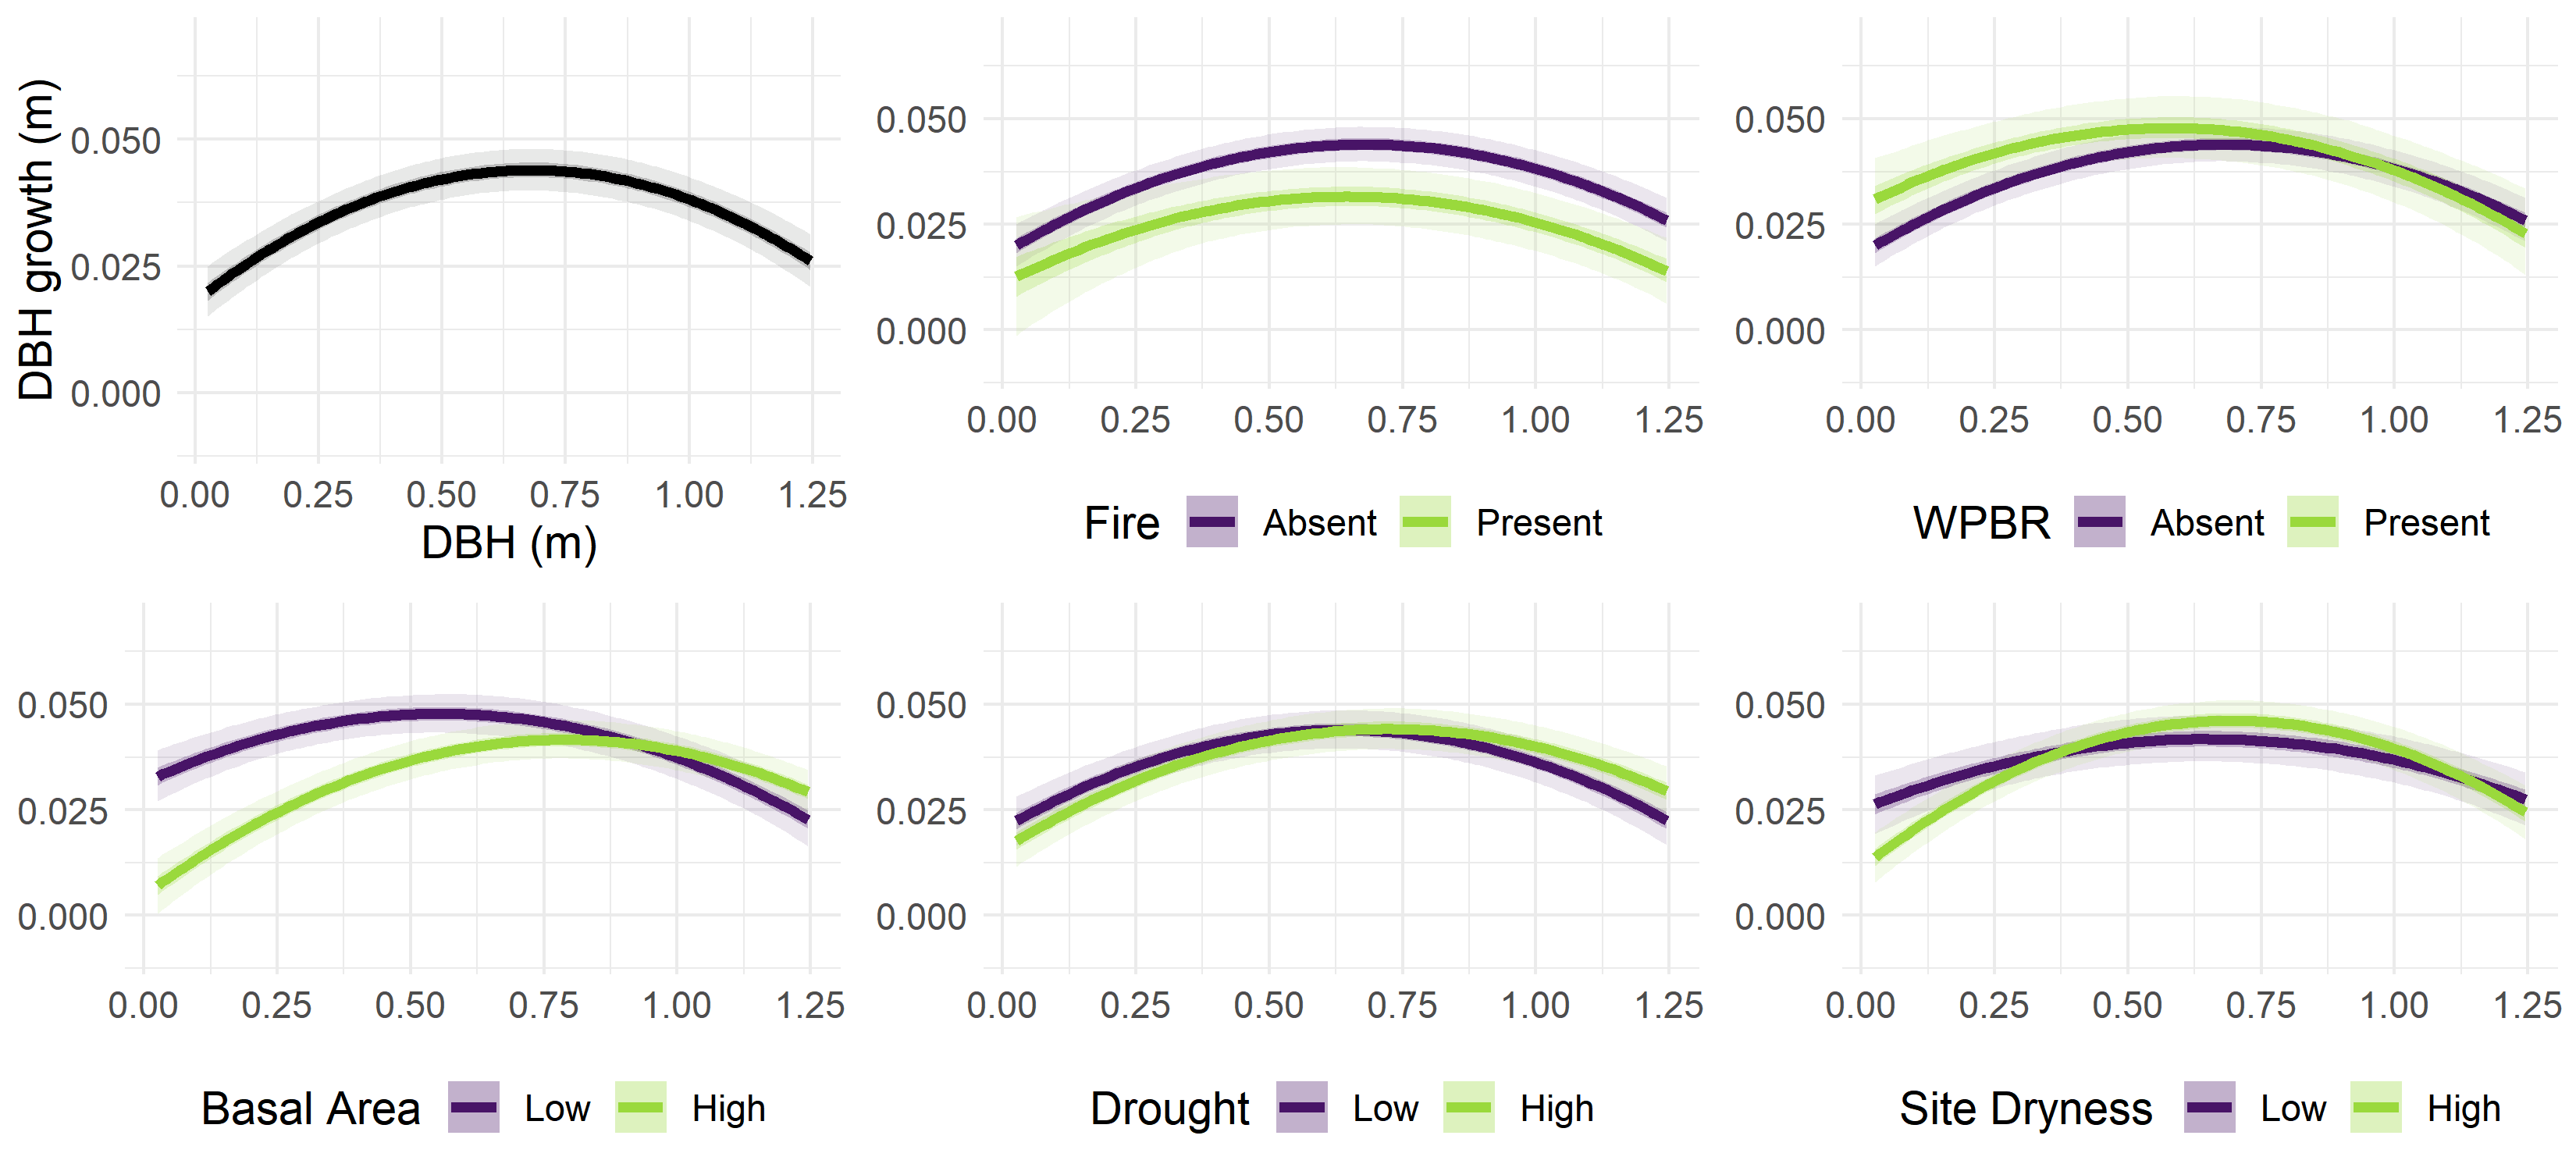 DBH growth (m)
0.050
0.025
0.000
0.00 0.25 0.50 0.75 1.00 1.25
DBH (m)
0.050
0.025
0.000
0.00 0.25 0.50 0.75 1.00 1.25
Fire Absent Present
0.050
0.025
0.000
0.00 0.25 0.50 0.75 1.00 1.25
WPBR Absent Present
0.050
0.025
0.000
0.00 0.25 0.50 0.75 1.00 1.25
Basal Area Low High
0.050
0.025
0.000
0.00 0.25 0.50 0.75 1.00 1.25
Drought Low High
0.050
0.025
0.000
0.00 0.25 0.50 0.75 1.00 1.25
Site Dryness Low High